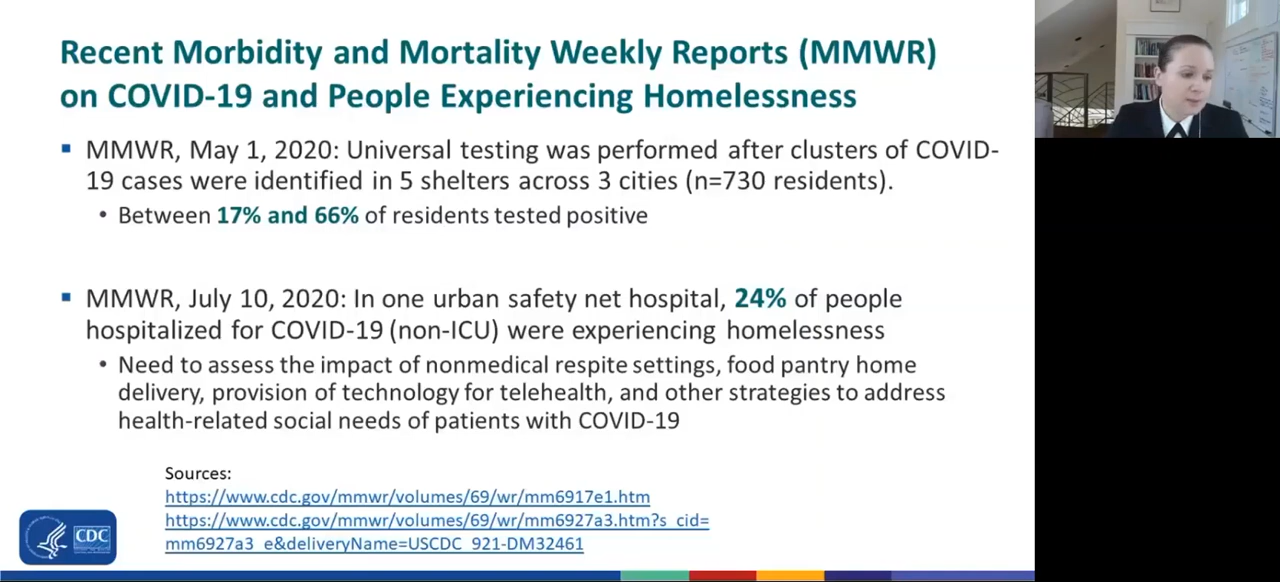 Recent Morbidity and Mortality Weekly Reports (MMWR)
on COVID-19 and People Experiencing Homelessness
▪ MMWR, May 1, 2020: Universal testing was performed after clusters of COVID-
19 cases were identified in 5 shelters across 3 cities (n=730 residents).
• Between 17% and 66% of residents tested positive
▪ MMWR, July 10, 2020: In one urban safety net hospital, 24% of people
hospitalized for COVID-19 (non-ICU) were experiencing homelessness
• Need to assess the impact of nonmedical respite settings, food pantry home
delivery, provision of technology for telehealth, and other strategies to address
health-related social needs of patients with COVID-19
Sources:
https://www.cdc.gov/mmwr/volumes/69/wr/mm6917e1.htm
https://www.cdc.gov/mmwr/volumes/69/wr/mm6927a3.htm?s_cid=
mm6927a3_e&deliveryName=USCDC_921-DM32461
CDC